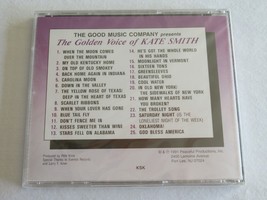 THE GOOD MUSIC COMPANY presents
The Golden Voice of KATE SMITH
1. WHEN THE MOON COMES
OVER THE MOUNTAIN
2. MY OLD KENTUCKY HOME
3. ON TOP OF OLD SMOKEY
4. BACK HOME AGAIN IN INDIANA
5. CAROLINA MOON
6. DOWN IN THE VALLEY
7. THE YELLOW ROSE OF TEXAS/
DEEP IN THE HEART OF TEXAS
8. SCARLET RIBBONS
9. WHEN YOUR LOVER HAS GONE
10. BLUE TAIL FLY
11. DON'T FENCE ME IN
12. KISSES SWEETER THAN WINE
13. STARS FELL ON ALABAMA
14. HE'S GOT THE WHOLE WORLD
IN HIS HANDS
15. MOONLIGHT IN VERMONT
16. SIXTEEN TONS
17. GREENSLEEVES
18. BEAUTIFUL OHIO
19. COOL WATER
20. IN OLD NEW YORK/
THE SIDEWALKS OF NEW YORK
21. HOW MANY HEARTS HAVE
YOU BROKEN?
22. THE TROLLEY SONG
23. SATURDAY NIGHT (IS THE
LONELIEST NIGHT OF THE WEEK)
24. OKLAHOMA!
25. GOD BLESS AMERICA
KSK